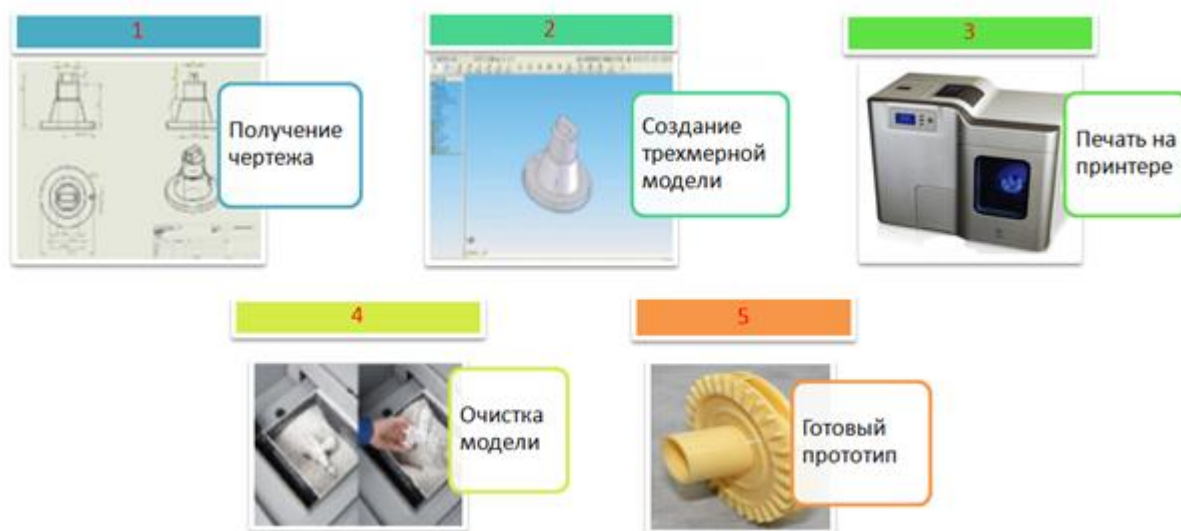 1
2
3
Получение
чертежа
Создание
трехмерной
модели
Печать на
принтере
4
5
Очистка
модели
Готовый
прототип